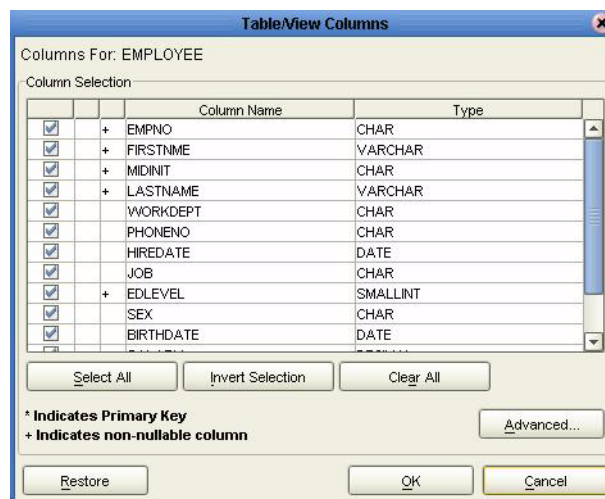 Table/View Columns
Columns For: EMPLOYEE
Column Selection
Column Name Type
+ EMPNO CHAR
+ FIRSTNME VARCHAR
+ MIDINIT CHAR
+ LASTNAME VARCHAR
WORKDEPT CHAR
PHONENO CHAR
HIREDATE DATE
JOB CHAR
+ EDLEVEL SMALLINT
SEX CHAR
BIRTHDATE DATE
Select All Invert Selection Clear All
* Indicates Primary Key
+ Indicates non-nullable column
Advanced...
Restore OK Cancel